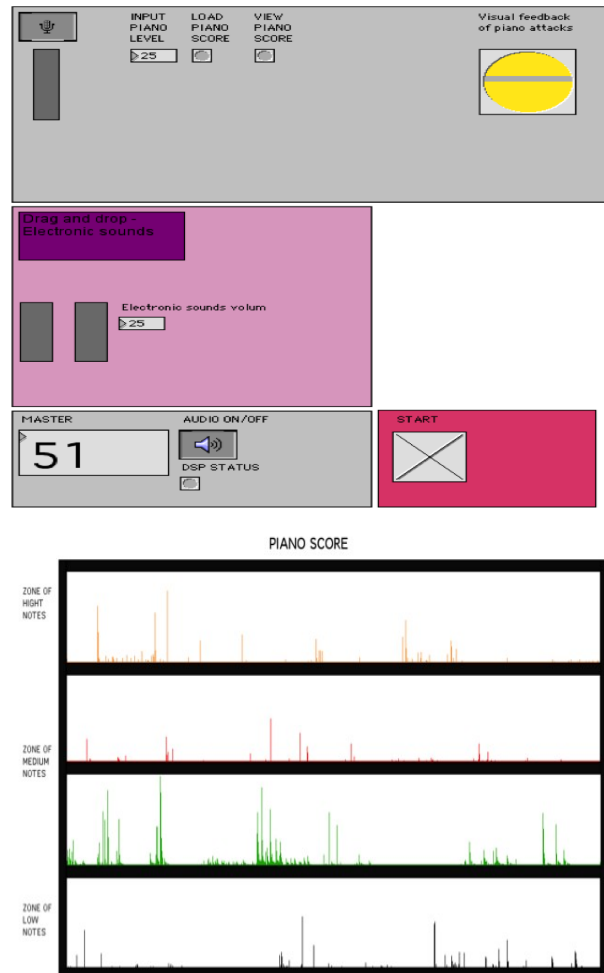 INPUT
PIANO
LEVEL
25
LOAD
PIANO
SCORE
VIEW
PIANO
SCORE
Visual feedback
of piano attacks
Drag and drop -
Electronic sounds
Electronic sounds volum
25
MASTER
51
AUDIO ON/OFF
DSP STATUS
START
PIANO SCORE
ZONE OF
HIGHT
NOTES
ZONE OF
MEDIUM
NOTES
ZONE OF
LOW
NOTES